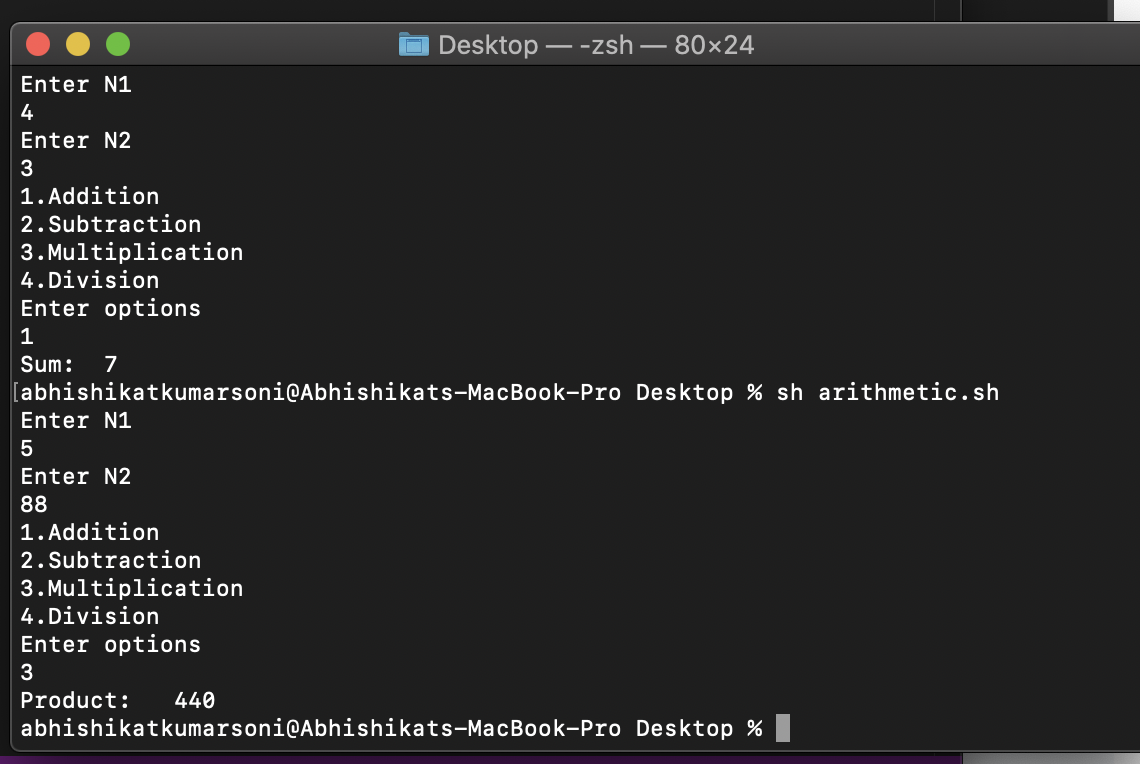 Desktop — -zsh — 80×24
Enter N1
4
Enter N2
3
1.Addition
2.Subtraction
3.Multiplication
4.Division
Enter options
1
Sum:  7
[abhishikatkumarsoni@Abhishikats-MacBook-Pro Desktop % sh arithmetic.sh
Enter N1
5
Enter N2
88
1.Addition
2.Subtraction
3.Multiplication
4.Division
Enter options
3
Product:   440
abhishikatkumarsoni@Abhishikats-MacBook-Pro Desktop %